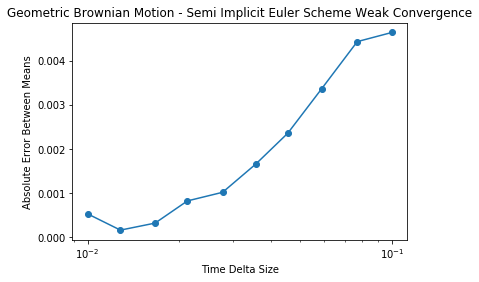 Geometric Brownian Motion - Semi Implicit Euler Scheme Weak Convergence
Absolute Error Between Means
0.004
0.003
0.002
0.001
0.000
10⁻²
10⁻¹
Time Delta Size